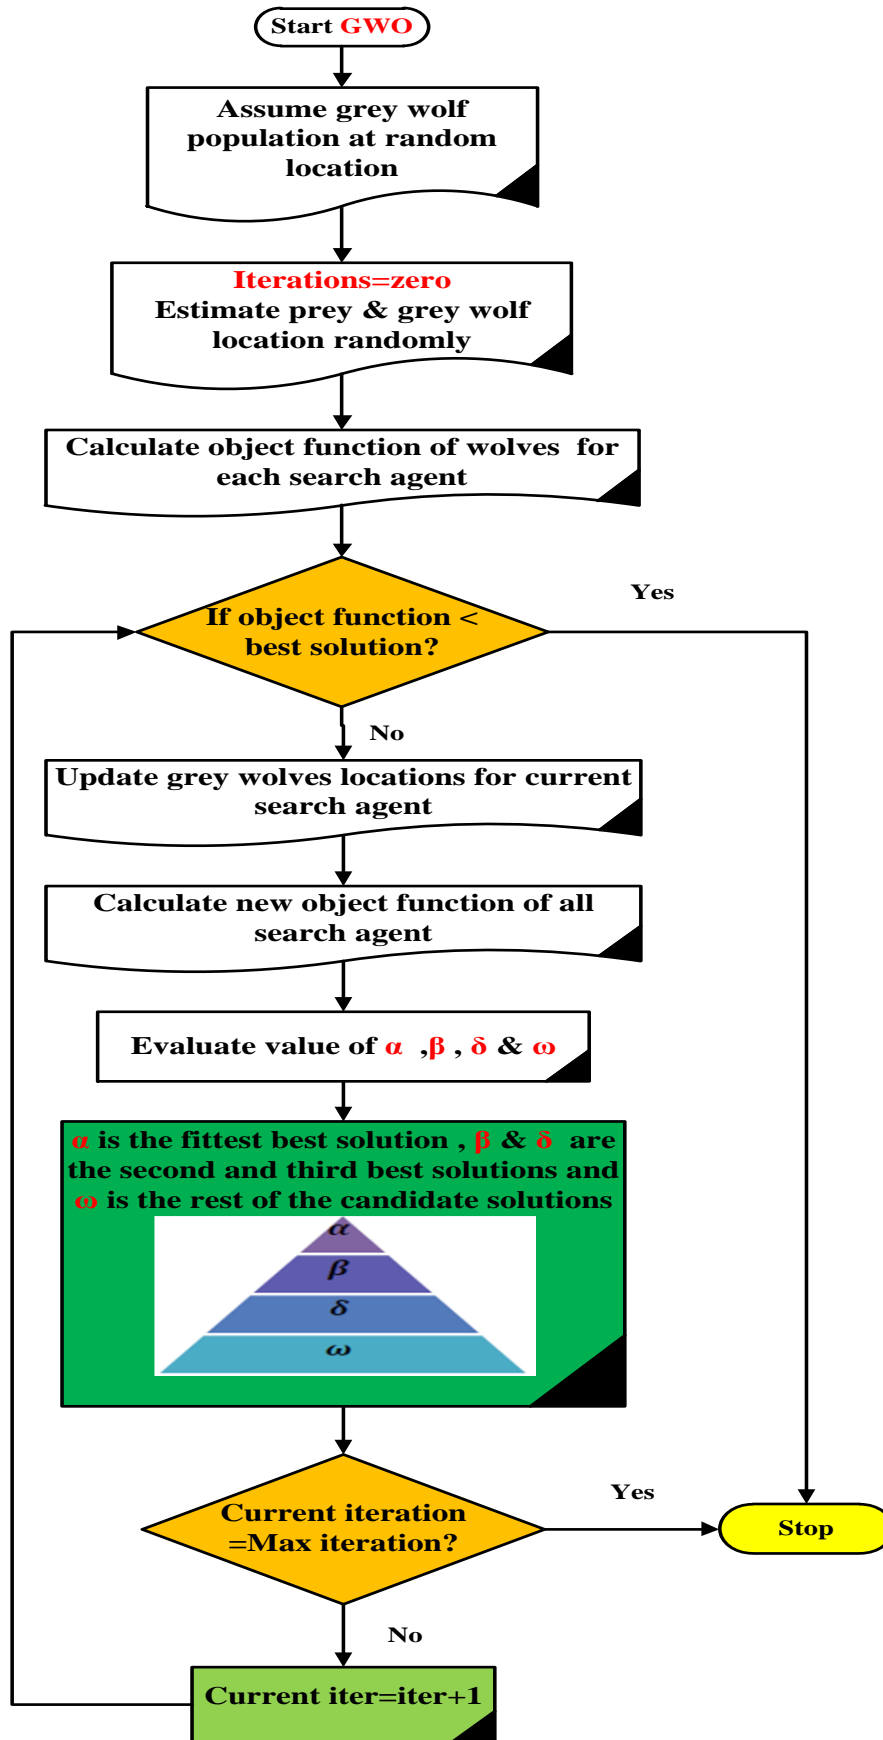 Start GWO
Assume grey wolf
population at random
location
Iterations=zero
Estimate prey & grey wolf
location randomly
Calculate object function of wolves for
each search agent
If object function <
best solution?
Yes
No
Update grey wolves locations for current
search agent
Calculate new object function of all
search agent
Evaluate value of α ,β , δ & ω
α is the fittest best solution , β & δ are
the second and third best solutions and
ω is the rest of the candidate solutions
α
β
δ
ω
Current iteration
=Max iteration?
Yes
Stop
No
Current iter=iter+1